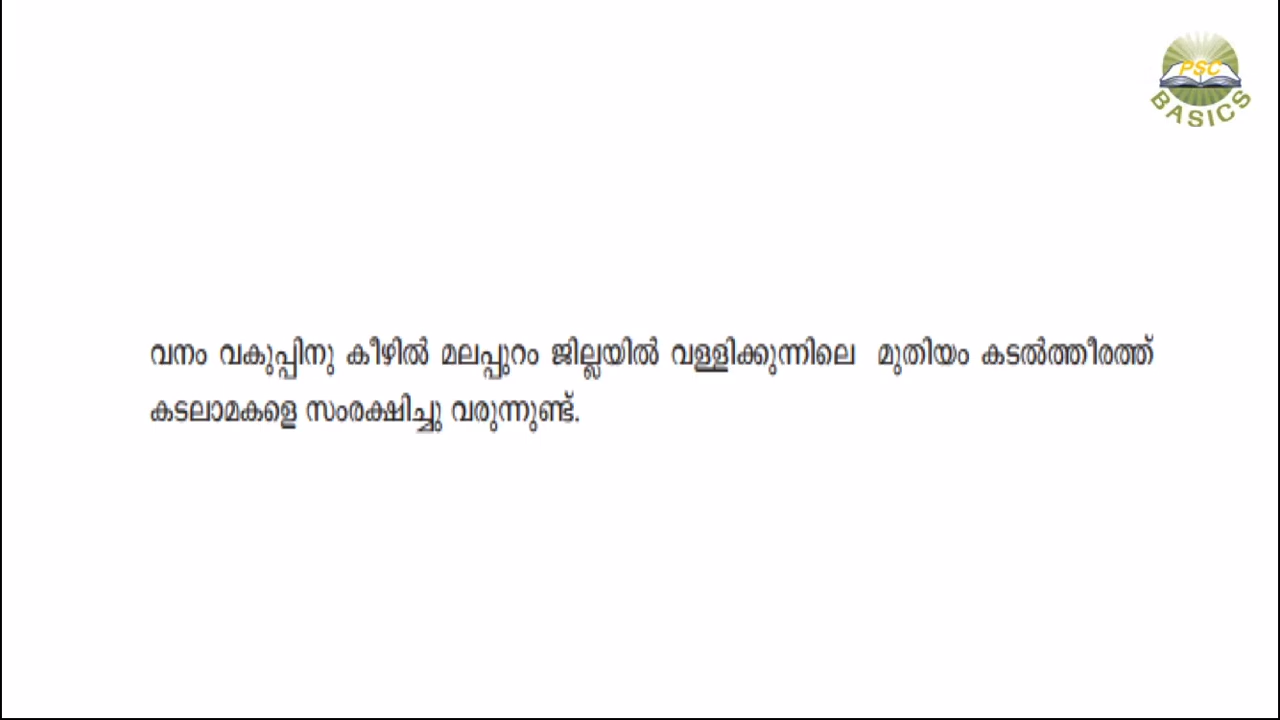 PSC
BASICS
വനം വകുപ്പിനു കീഴിൽ മലപ്പുറം ജില്ലയിൽ വള്ളിക്കുന്നിലെ മുതിയം കടൽത്തീരത്ത്
കടലാമകളെ സംരക്ഷിച്ചു വരുന്നുണ്ട്.